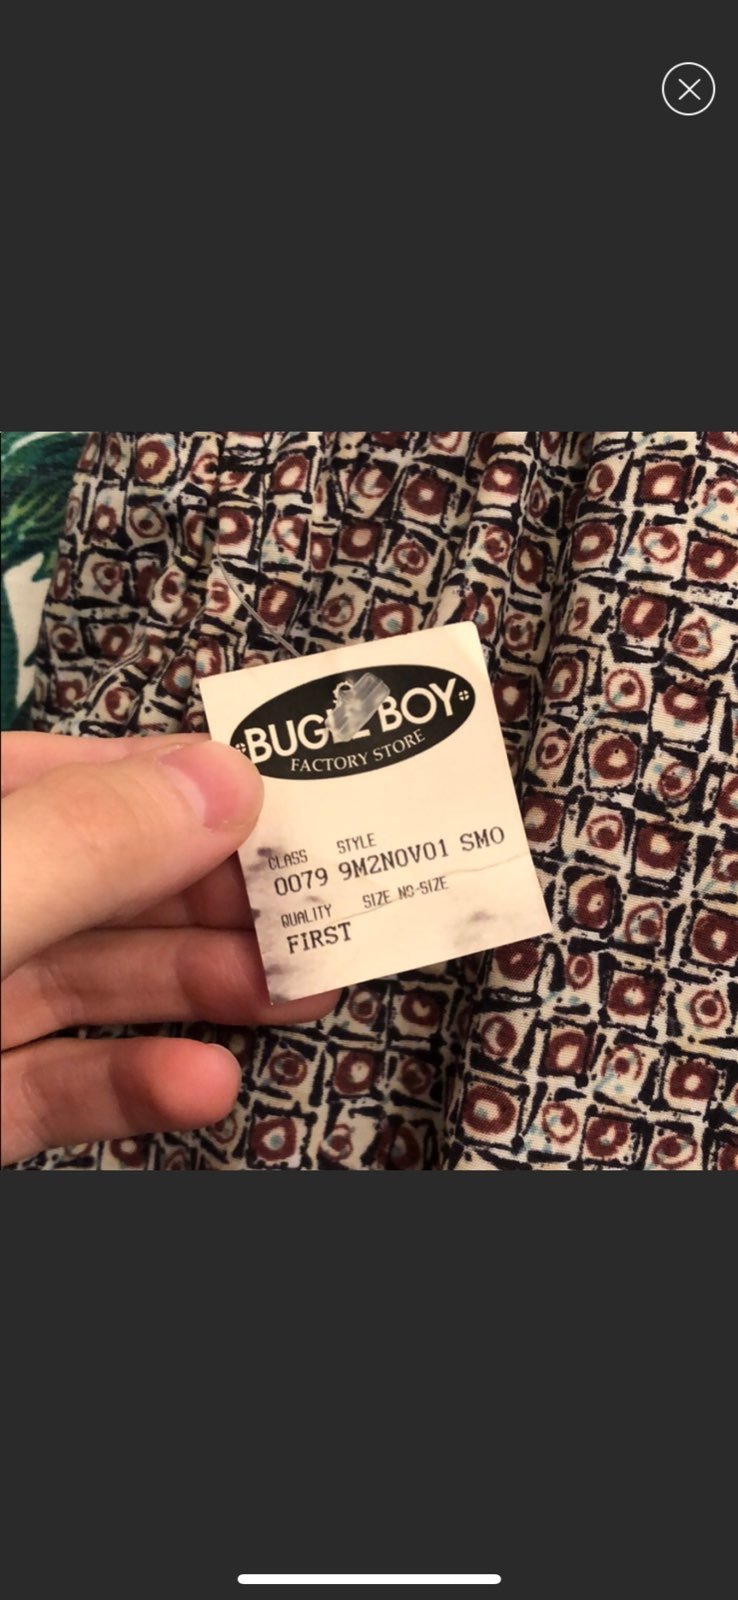 BUGLE BOY
FACTORY STORE
CLASS STYLE
0079 9M2NOV01 SMO
QUALITY SIZE NO-SIZE
FIRST